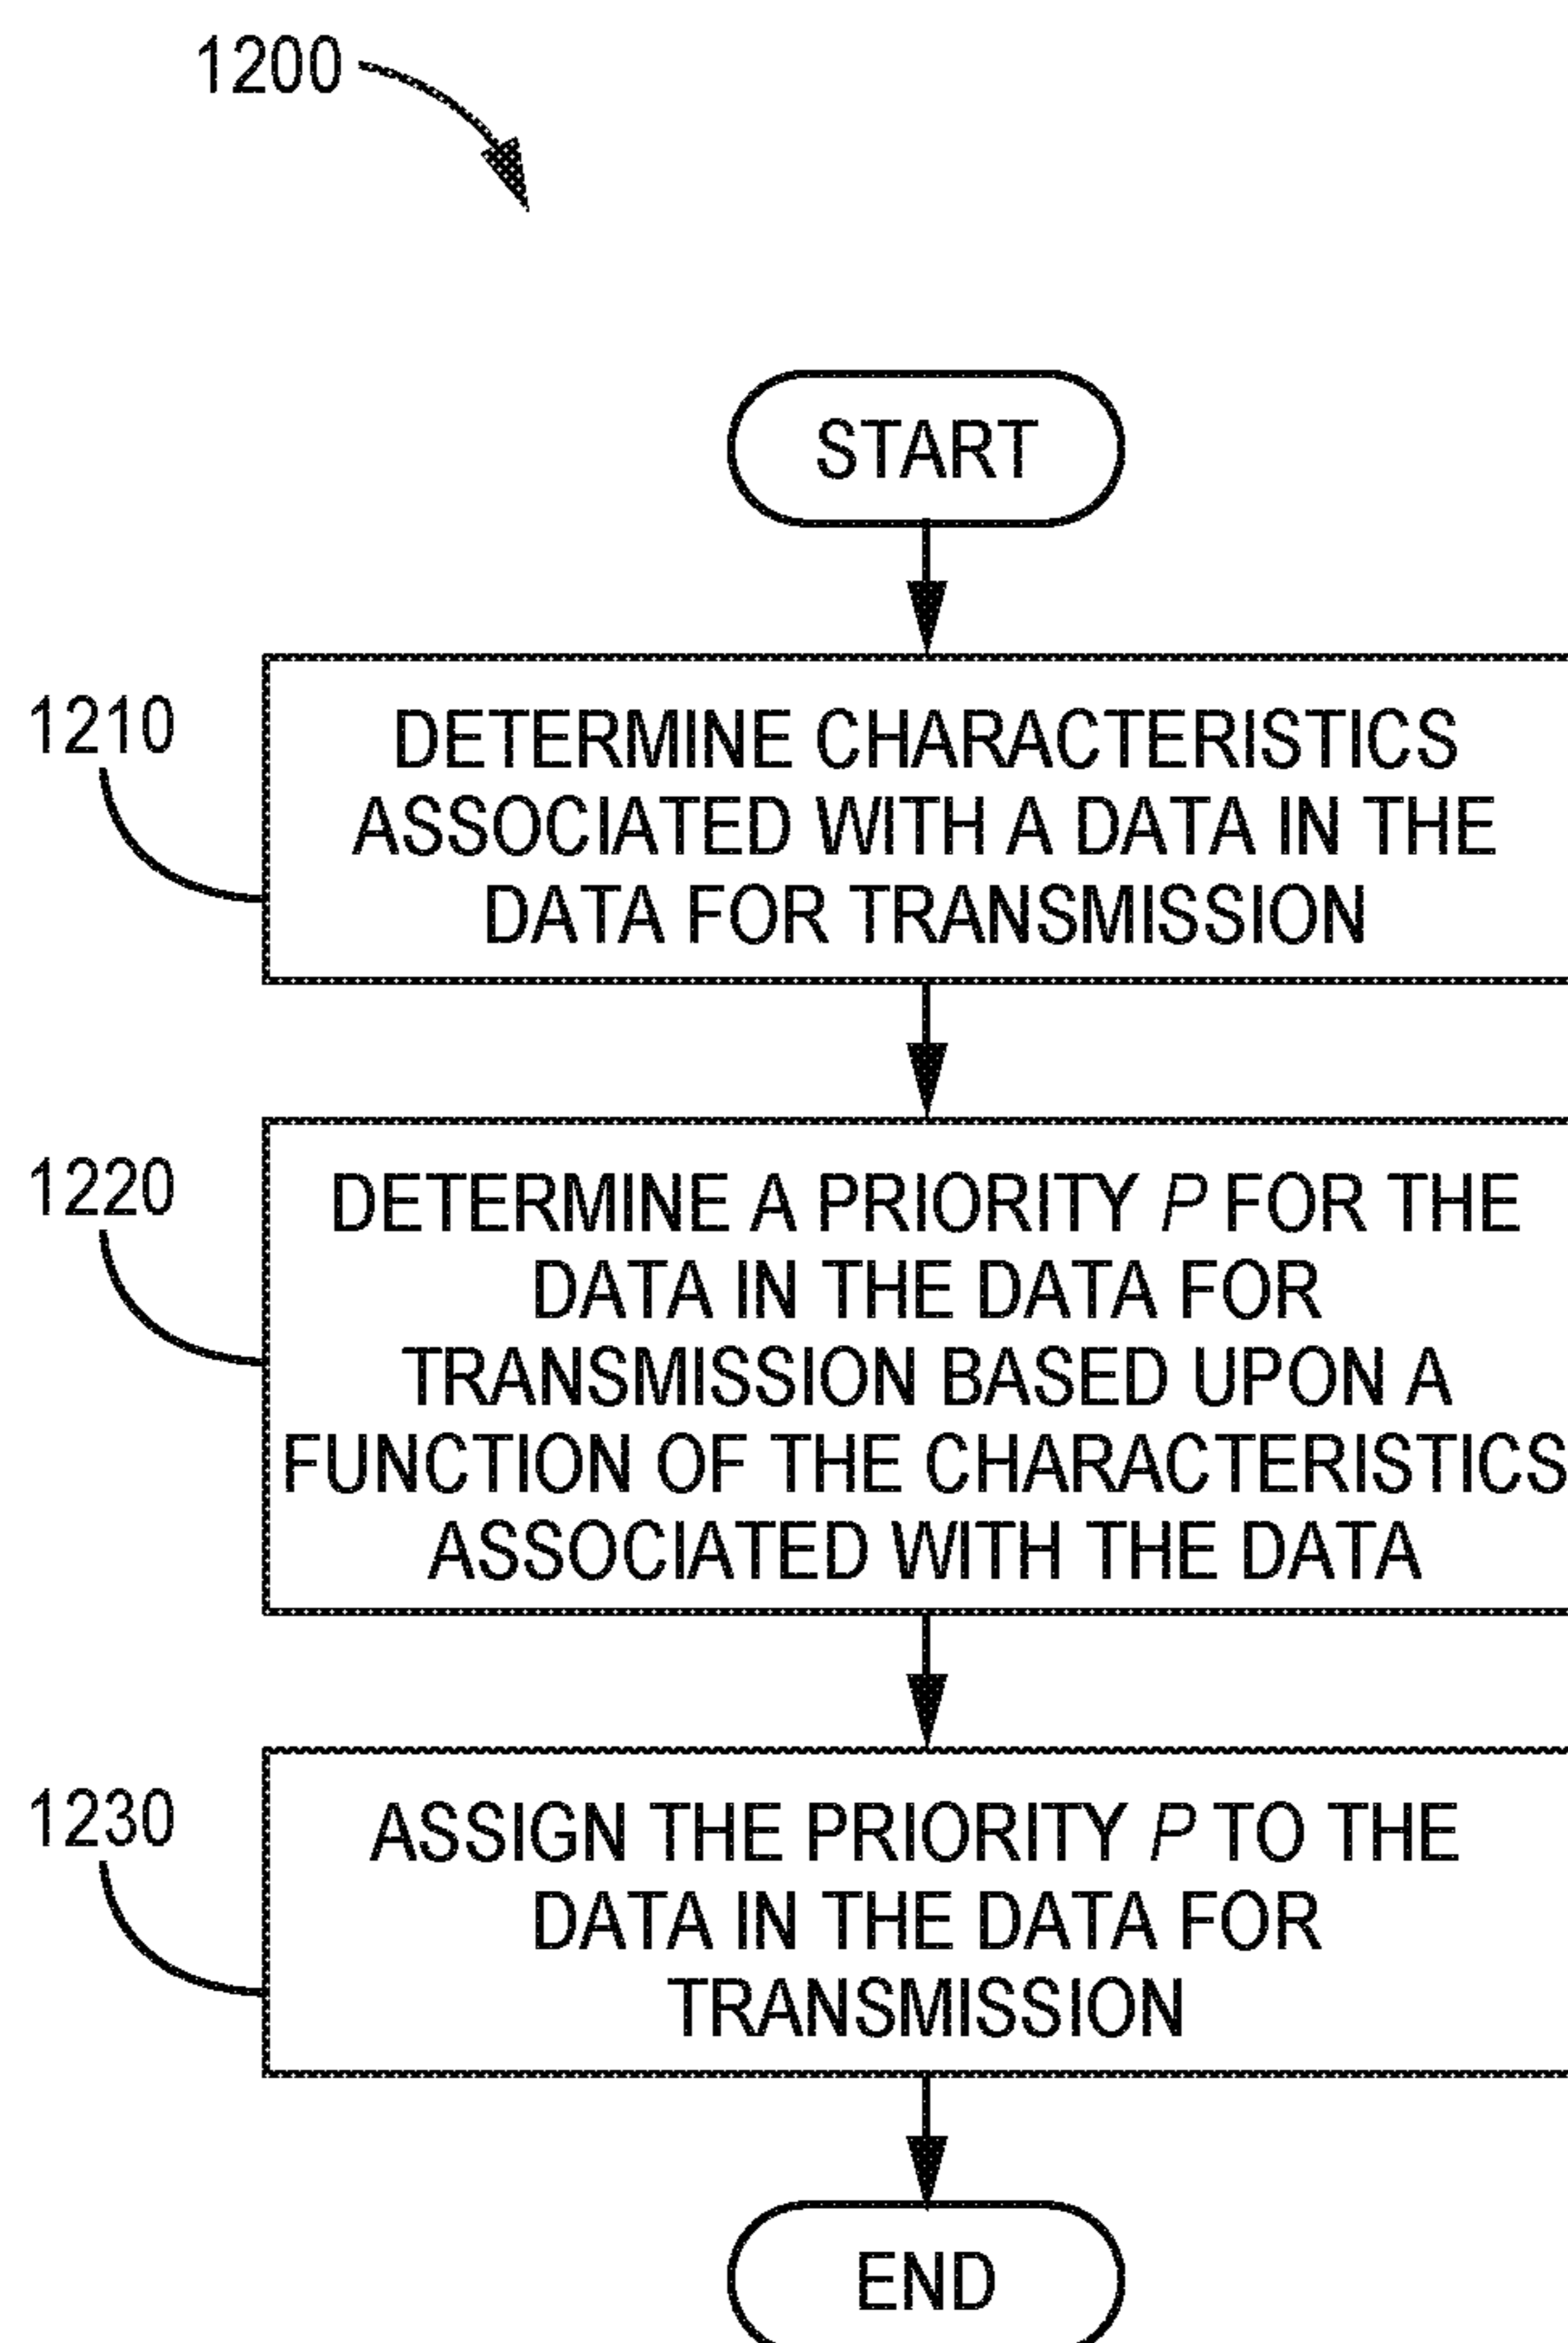 1200
START
1210
DETERMINE CHARACTERISTICS
ASSOCIATED WITH A DATA IN THE
DATA FOR TRANSMISSION
1220
DETERMINE A PRIORITY P FOR THE
DATA IN THE DATA FOR
TRANSMISSION BASED UPON A
FUNCTION OF THE CHARACTERISTICS
ASSOCIATED WITH THE DATA
1230
ASSIGN THE PRIORITY P TO THE
DATA IN THE DATA FOR
TRANSMISSION
END